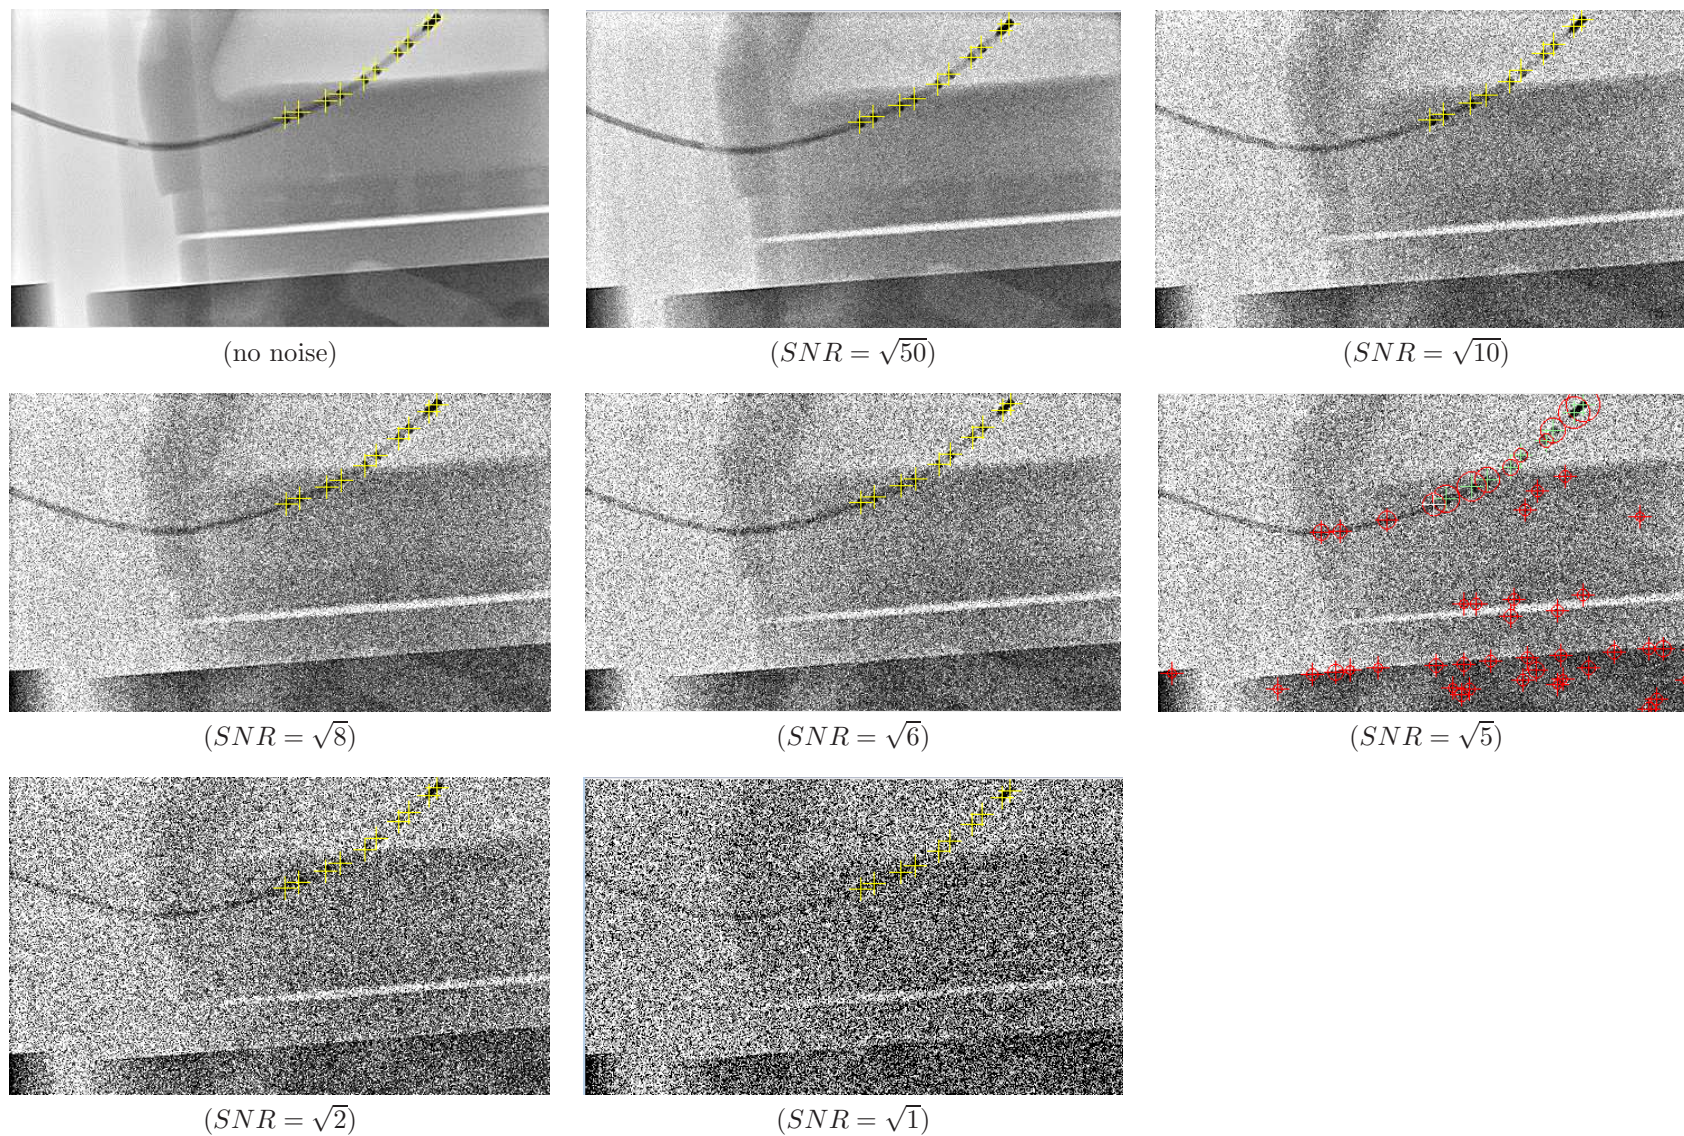 (no noise)
(SNR = √50)
(SNR = √10)
(SNR = √8)
(SNR = √6)
(SNR = √5)
(SNR = √2)
(SNR = √1)